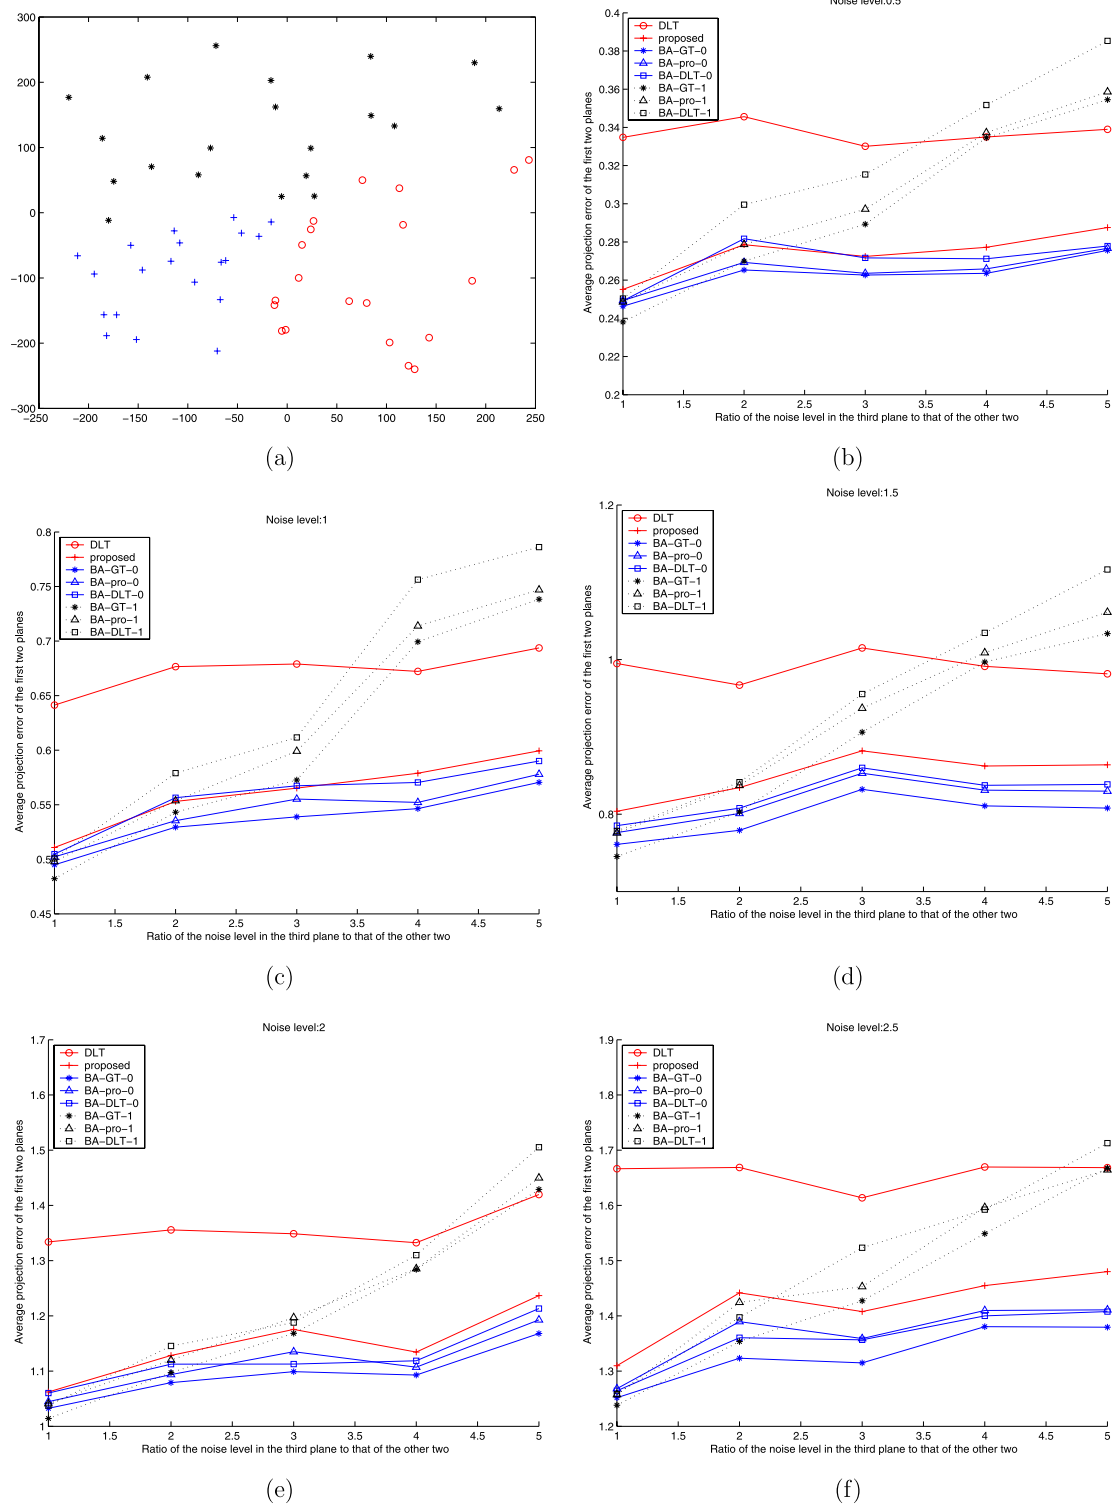 300
200
100
0
−100
−200
−300
−250 −200 −150 −100 −50 0 50 100 150 200 250
(a)
Noise level:0.5
DLT
proposed
BA−GT−0
BA−pro−0
BA−DLT−0
BA−GT−1
BA−pro−1
BA−DLT−1
Average projection error of the first two planes
0.4
0.38
0.36
0.34
0.32
0.3
0.28
0.26
0.24
0.22
0.2
1 1.5 2 2.5 3 3.5 4 4.5 5
Ratio of the noise level in the third plane to that of the other two
(b)
Noise level:1
DLT
proposed
BA−GT−0
BA−pro−0
BA−DLT−0
BA−GT−1
BA−pro−1
BA−DLT−1
Average projection error of the first two planes
0.8
0.75
0.7
0.65
0.6
0.55
0.5
0.45
1 1.5 2 2.5 3 3.5 4 4.5 5
Ratio of the noise level in the third plane to that of the other two
(c)
Noise level:1.5
DLT
proposed
BA−GT−0
BA−pro−0
BA−DLT−0
BA−GT−1
BA−pro−1
BA−DLT−1
Average projection error of the first two planes
1.2
1
0.8
1 1.5 2 2.5 3 3.5 4 4.5 5
Ratio of the noise level in the third plane to that of the other two
(d)
Noise level:2
DLT
proposed
BA−GT−0
BA−pro−0
BA−DLT−0
BA−GT−1
BA−pro−1
BA−DLT−1
Average projection error of the first two planes
1.7
1.6
1.5
1.4
1.3
1.2
1.1
1
1 1.5 2 2.5 3 3.5 4 4.5 5
Ratio of the noise level in the third plane to that of the other two
(e)
Noise level:2.5
DLT
proposed
BA−GT−0
BA−pro−0
BA−DLT−0
BA−GT−1
BA−pro−1
BA−DLT−1
Average projection error of the first two planes
1.9
1.8
1.7
1.6
1.5
1.4
1.3
1.2
1 1.5 2 2.5 3 3.5 4 4.5 5
Ratio of the noise level in the third plane to that of the other two
(f)